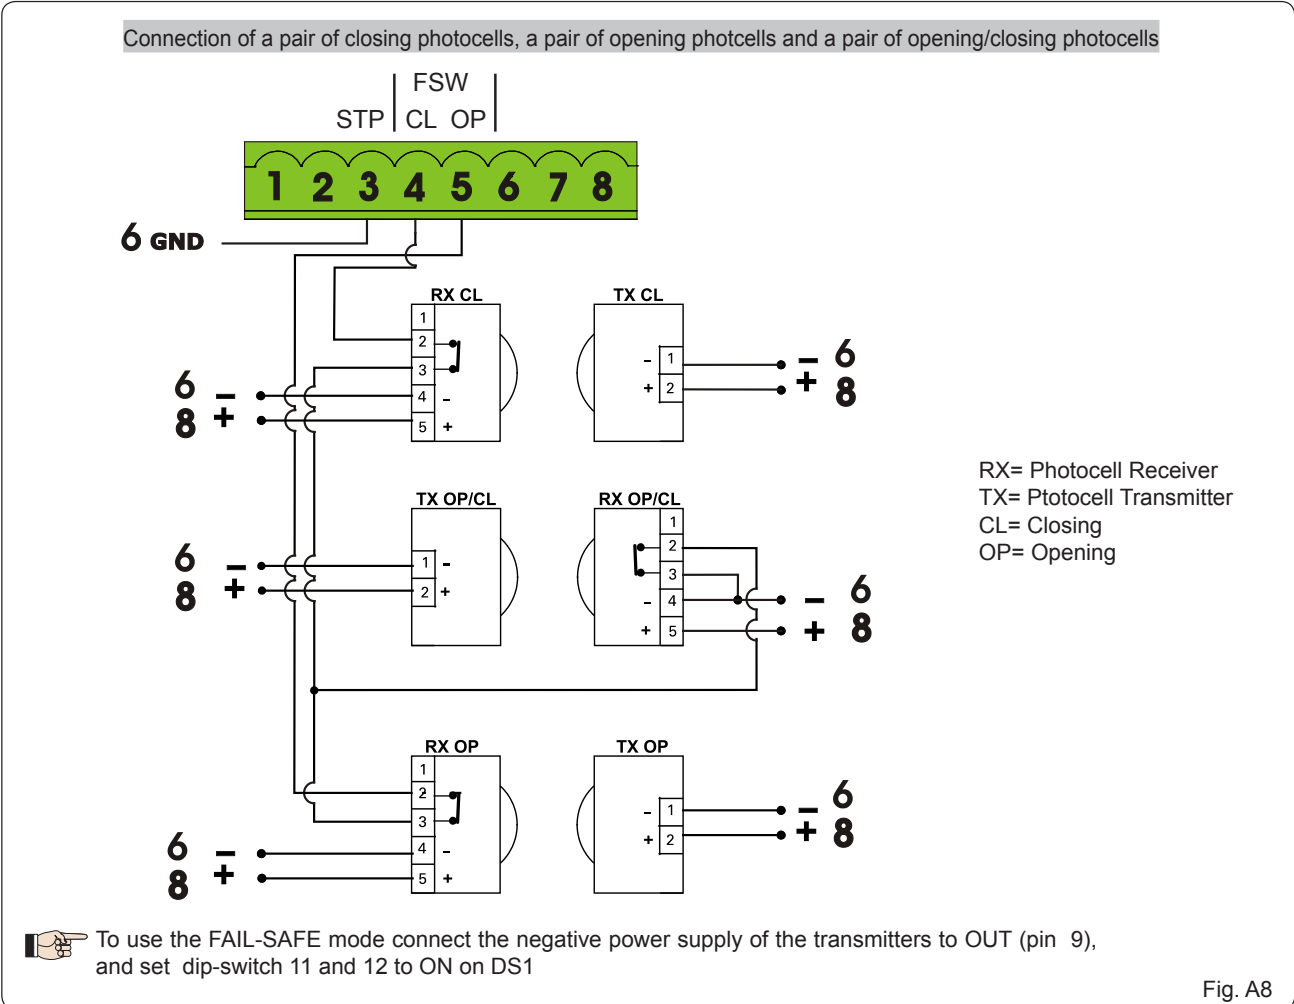 Connection of a pair of closing photocells, a pair of opening photcells and a pair of opening/closing photocells
FSW
STP CL OP
1 2 3 4 5 6 7 8
6 GND
RX CL
TX CL
1
2
3
4 -
5 +
6 -
8 +
- 1
+ 2
- 6
+ 8
RX= Photocell Receiver
TX= Ptotocell Transmitter
CL= Closing
OP= Opening
TX OP/CL
RX OP/CL
6 -
8 +
1 -
2 +
1
2
3
- 4
+ 5
- 6
+ 8
RX OP
TX OP
1
2
3
4 -
5 +
6 -
8 +
- 1
+ 2
- 6
+ 8
To use the FAIL-SAFE mode connect the negative power supply of the transmitters to OUT (pin 9),
and set dip-switch 11 and 12 to ON on DS1
Fig. A8